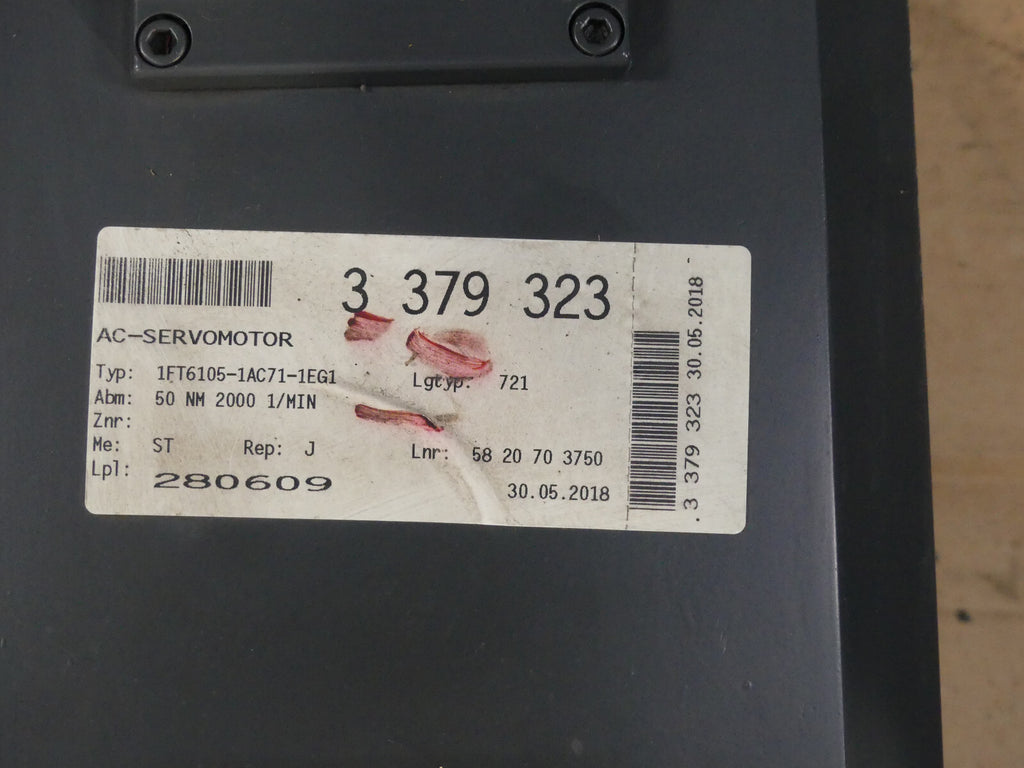 3 379 323
AC-SERVOMOTOR
Typ: 1FT6105-1AC71-1EG1
Lgtyp: 721
Abm: 50 NM 2000 1/MIN
Znr:
Me: ST Rep: J
Lnr: 58 20 70 3750
Lpl: 280609
30.05.2018
3 379 323 30.05.2018